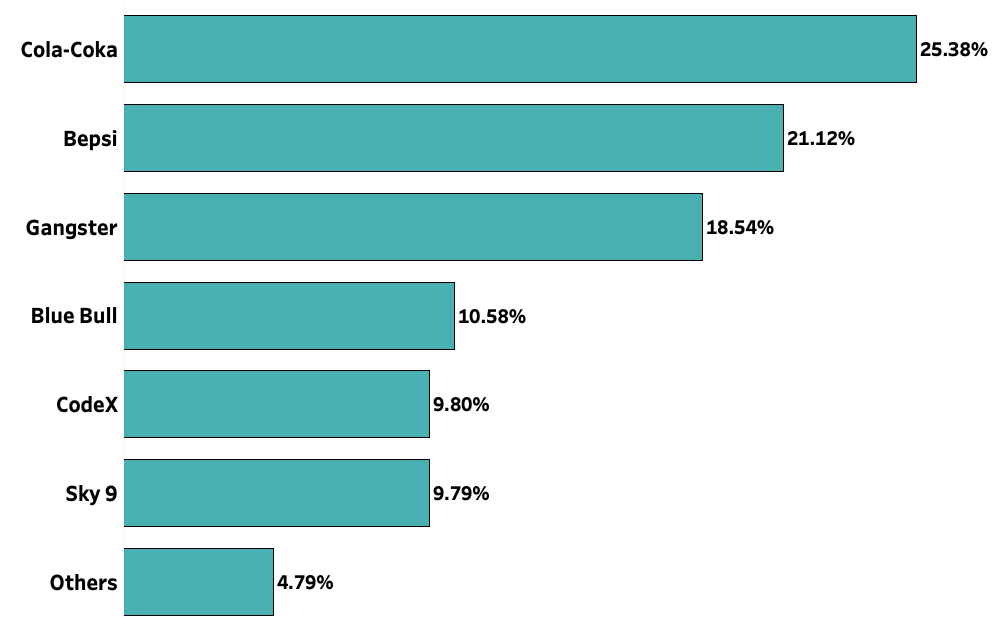 Cola-Coka 25.38%
Bepsi 21.12%
Gangster 18.54%
Blue Bull 10.58%
CodeX 9.80%
Sky 9 9.79%
Others 4.79%